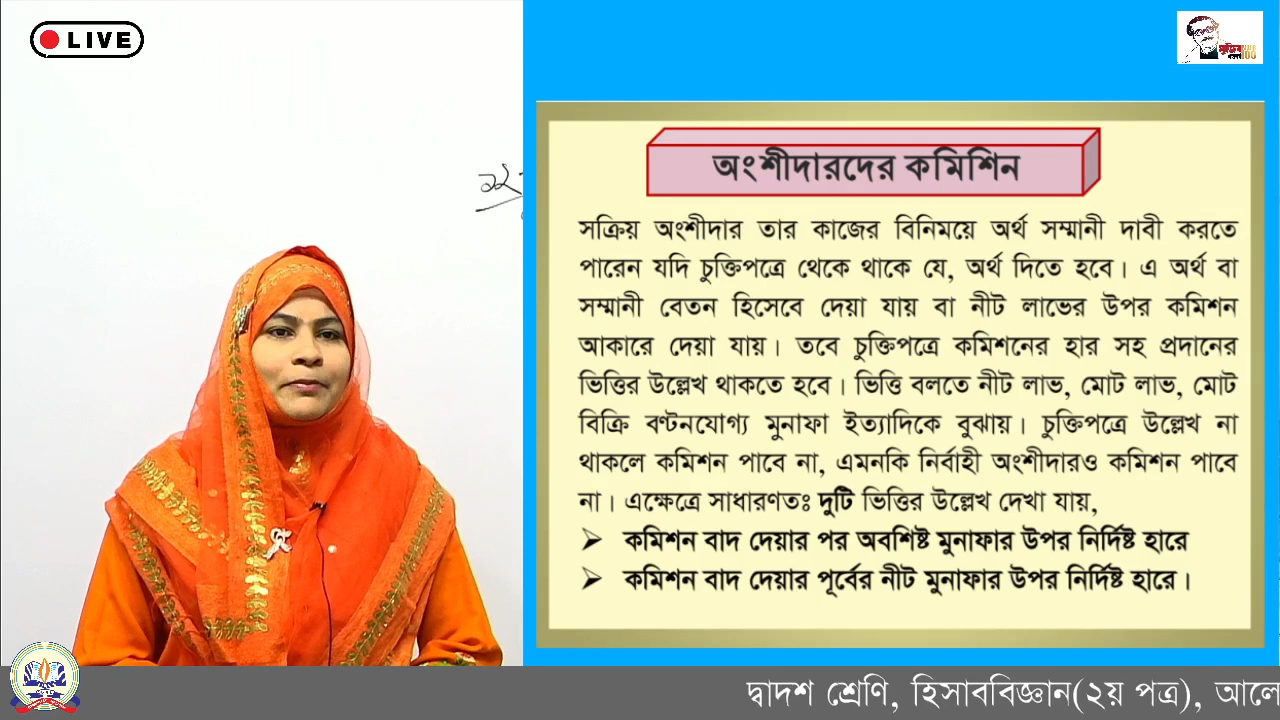 LIVE
অংশীদারদের কমিশিন
সক্রিয় অংশীদার তার কাজের বিনিময়ে অর্থ সম্মানী দাবী করতে
পারেন যদি চুক্তিপত্রে থেকে থাকে যে, অর্থ দিতে হবে। এ অর্থ বা
সম্মানী বেতন হিসেবে দেয়া যায় বা নীট লাভের উপর কমিশন
আকারে দেয়া যায়। তবে চুক্তিপত্রে কমিশনের হার সহ প্রদানের
ভিত্তির উল্লেখ থাকতে হবে। ভিত্তি বলতে নীট লাভ, মোট লাভ, মোট
বিক্রি বণ্টনযোগ্য মুনাফা ইত্যাদিকে বুঝায়। চুক্তিপত্রে উল্লেখ না
থাকলে কমিশন পাবে না, এমনকি নির্বাহী অংশীদারও কমিশন পাবে
না। এক্ষেত্রে সাধারণতঃ দুটি ভিত্তির উল্লেখ দেখা যায়,
➢ কমিশন বাদ দেয়ার পর অবশিষ্ট মুনাফার উপর নির্দিষ্ট হারে
➢ কমিশন বাদ দেয়ার পূর্বের নীট মুনাফার উপর নির্দিষ্ট হারে।
দ্বাদশ শ্রেণি, হিসাববিজ্ঞান(২য় পত্র), আলে